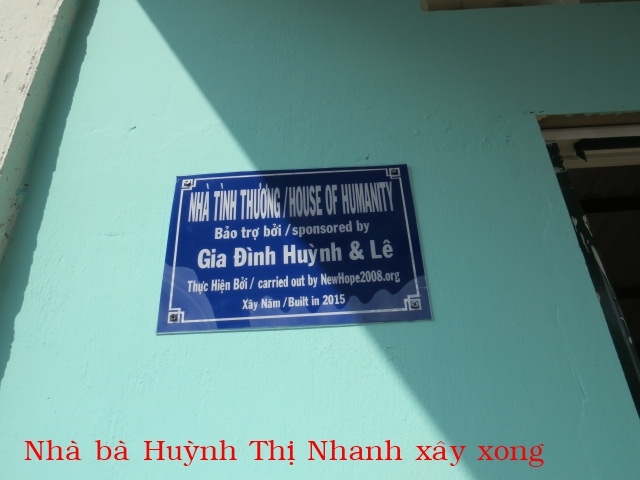 NHÀ TÌNH THƯƠNG / HOUSE OF HUMANITY
Bảo trợ bởi / sponsored by
Gia Đình Huỳnh & Lê
Thực Hiện Bởi / carried out by NewHope2008.org
Xây Năm / Built in 2015
Nhà bà Huỳnh Thị Nhanh xây xong